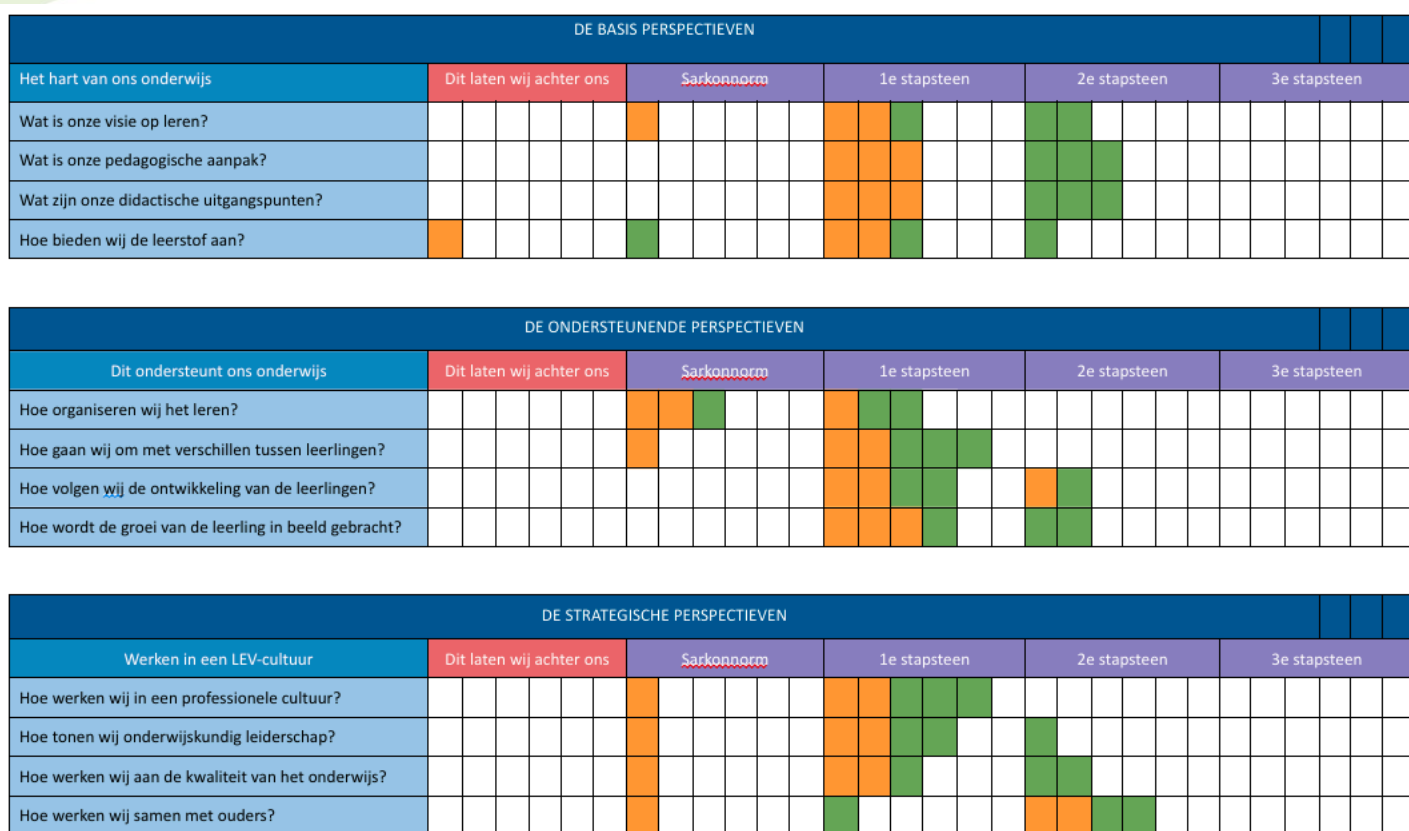 DE BASIS PERSPECTIEVEN
Het hart van ons onderwijs Dit laten wij achter ons Sarkonnorm 1e stapsteen 2e stapsteen 3e stapsteen
Wat is onze visie op leren?
Wat is onze pedagogische aanpak?
Wat zijn onze didactische uitgangspunten?
Hoe bieden wij de leerstof aan?
DE ONDERSTEUNENDE PERSPECTIEVEN
Dit ondersteunt ons onderwijs Dit laten wij achter ons Sarkonnorm 1e stapsteen 2e stapsteen 3e stapsteen
Hoe organiseren wij het leren?
Hoe gaan wij om met verschillen tussen leerlingen?
Hoe volgen wij de ontwikkeling van de leerlingen?
Hoe wordt de groei van de leerling in beeld gebracht?
DE STRATEGISCHE PERSPECTIEVEN
Werken in een LEV-cultuur Dit laten wij achter ons Sarkonnorm 1e stapsteen 2e stapsteen 3e stapsteen
Hoe werken wij in een professionele cultuur?
Hoe tonen wij onderwijskundig leiderschap?
Hoe werken wij aan de kwaliteit van het onderwijs?
Hoe werken wij samen met ouders?